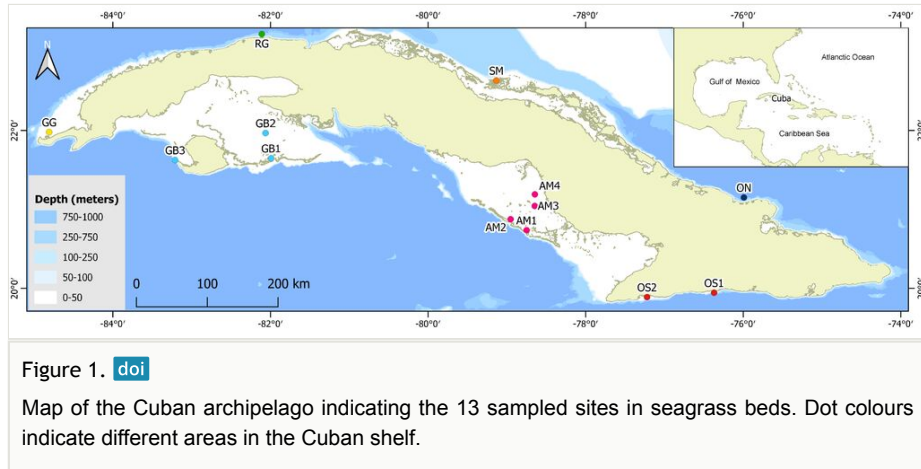 -84°0' -82°0' -80°0' -78°0' -76°0' -74°0'
N
RG
SM
Atlantic Ocean
Gulf of Mexico
Cuba
Caribbean Sea
GG
22°0' 22°0'
GB2
GB3 GB1
AM4
AM3
AM2 AM1
ON
Depth (meters)
750-1000
250-750
100-250
50-100
0-50
0 100 200 km
OS2 OS1
20°0' 20°0'
-84°0' -82°0' -80°0' -78°0' -76°0' -74°0'
Figure 1. doi
Map of the Cuban archipelago indicating the 13 sampled sites in seagrass beds. Dot colours
indicate different areas in the Cuban shelf.